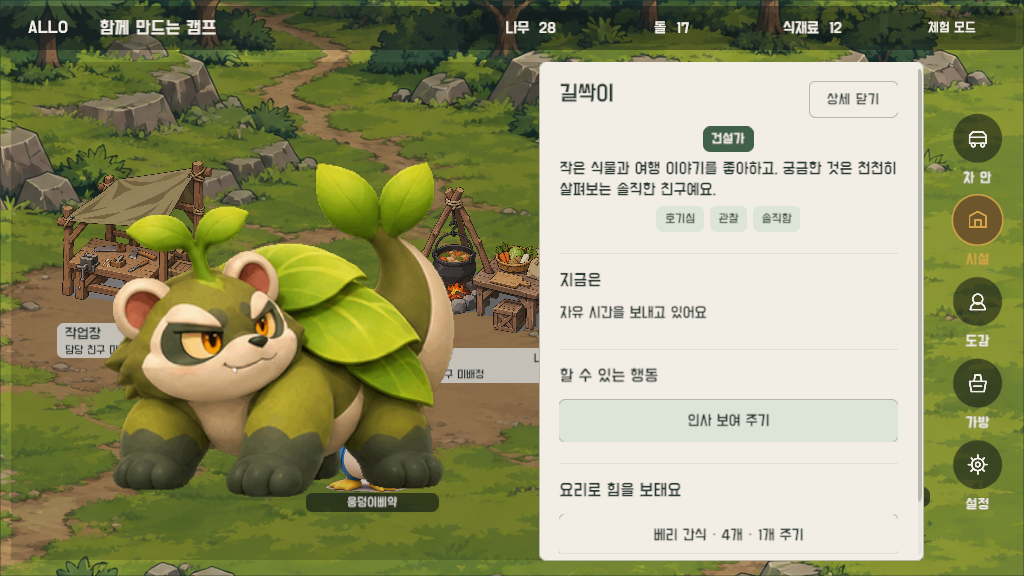 ALLO 함께 만드는 캠프 나무 28 돌 17 식재료 12 체험 모드
길싹이
상세 닫기
건설가
작은 식물과 여행 이야기를 좋아하고, 궁금한 것은 천천히
살펴보는 솔직한 친구예요.
호기심 관찰 솔직함
지금은
자유 시간을 보내고 있어요
할 수 있는 행동
인사 보여 주기
요리로 힘을 보태요
베리 간식 · 4개 · 1개 주기
차 안
시설
도감
가방
설정
작업장
담당 친구
구 미배정
웅덩이삐약